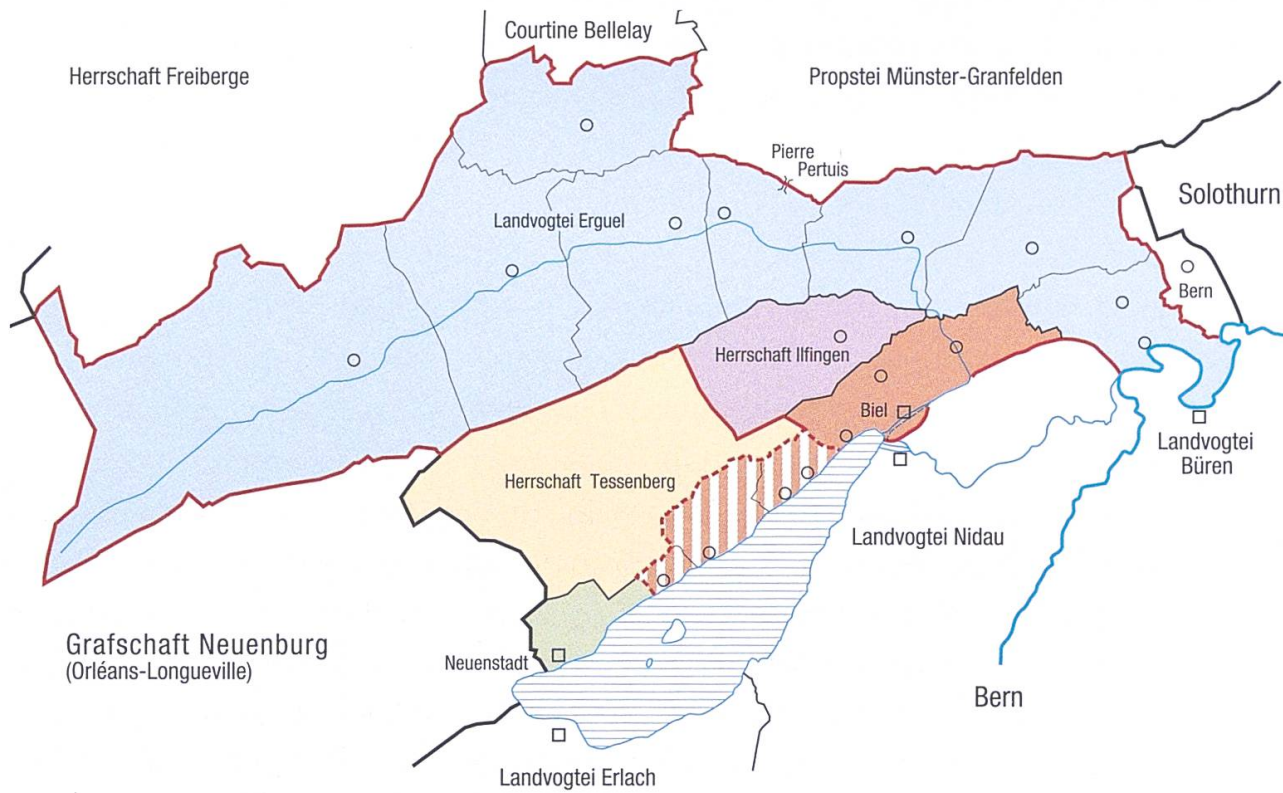 Courtine Bellelay
Herrschaft Freiberge
Propstei Münster-Granfelden
Pierre
Pertuis
Solothurn
Landvogtei Erguel
Bern
Herrschaft Ilfingen
Biel
Landvogtei
Büren
Herrschaft Tessenberg
Landvogtei Nidau
Grafschaft Neuenburg
(Orléans-Longueville)
Neuenstadt
Bern
Landvogtei Erlach